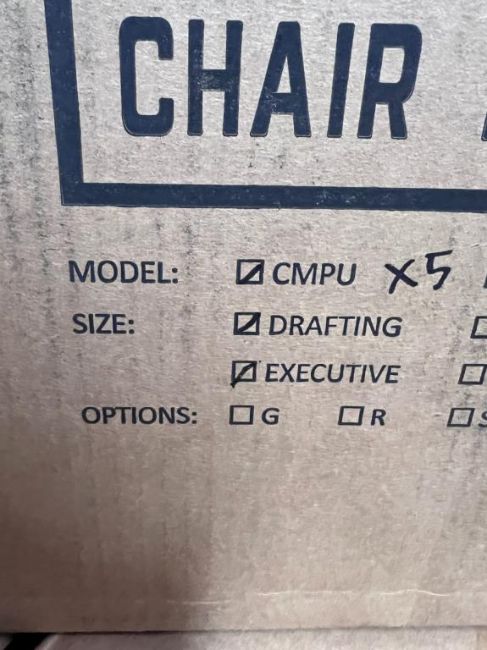 CHAIR
MODEL: ☑ CMPU X5
SIZE: ☑ DRAFTING
☑ EXECUTIVE
OPTIONS: ☐ G ☐ R ☐ S